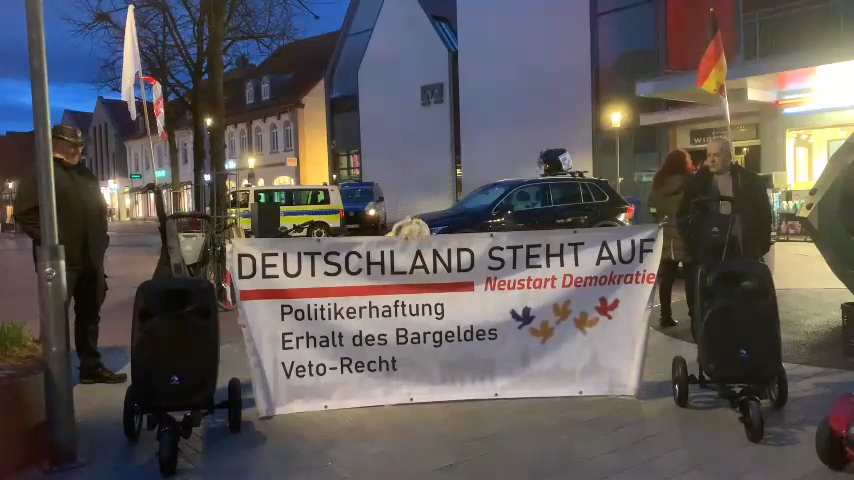 DEUTSCHLAND STEHT AUF
Neustart Demokratie
Politikerhaftung
Erhalt des Bargeldes
Veto-Recht